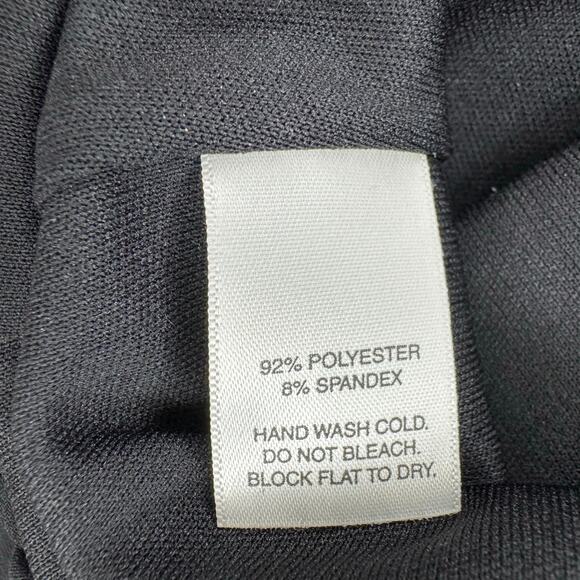 92% POLYESTER
8% SPANDEX
HAND WASH COLD.
DO NOT BLEACH.
BLOCK FLAT TO DRY.